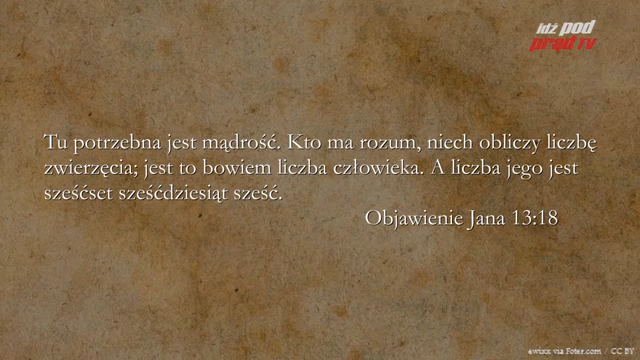 idź pod
prąd TV
Tu potrzebna jest mądrość. Kto ma rozum, niech obliczy liczbę
zwierzęcia; jest to bowiem liczba człowieka. A liczba jego jest
sześćset sześćdziesiąt sześć.
Objawienie Jana 13:18
ewixx via Foter.com / CC BY